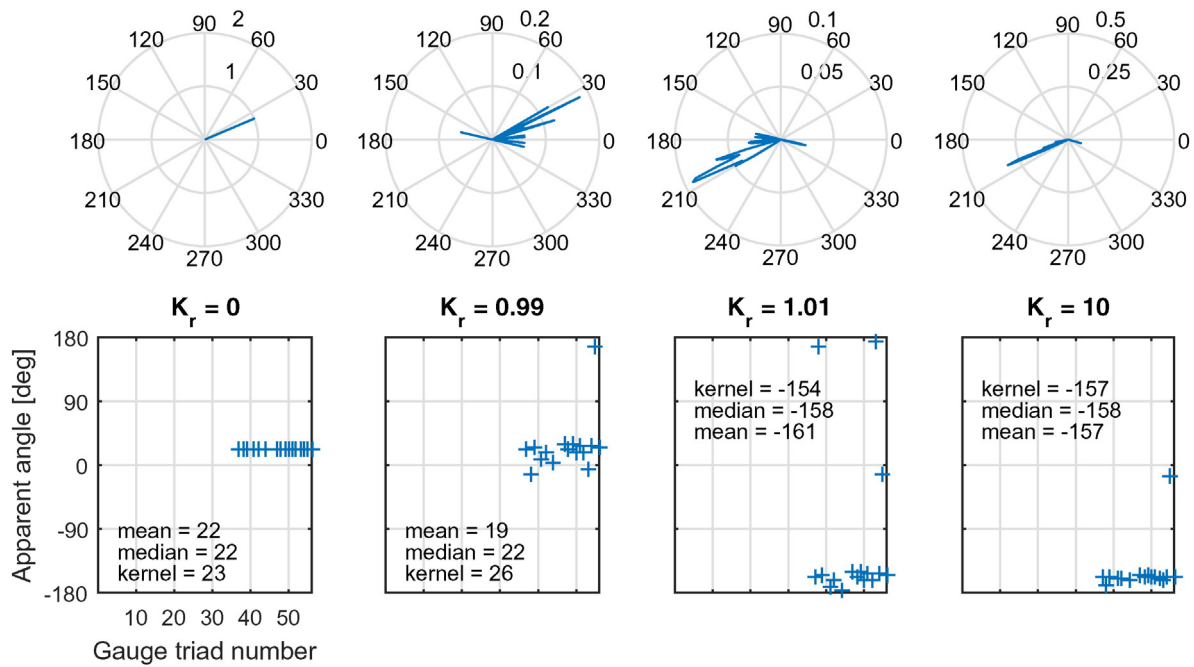 90 2 90 0.2 90 0.1 90 0.5
120 60 120 60 120 60 120 60
1 0.1 0.05 0.25
150 30 150 30 150 30 150 30
180 0 180 0 180 0 180 0
210 330 210 330 210 330 210 330
240 300 240 300 240 300 240 300
270 270 270 270
K_r = 0 K_r = 0.99 K_r = 1.01 K_r = 10
Apparent angle [deg]
180
90
0
-90
-180
mean = 22
median = 22
kernel = 23
mean = 19
median = 22
kernel = 26
kernel = -154
median = -158
mean = -161
kernel = -157
median = -158
mean = -157
10 20 30 40 50
Gauge triad number